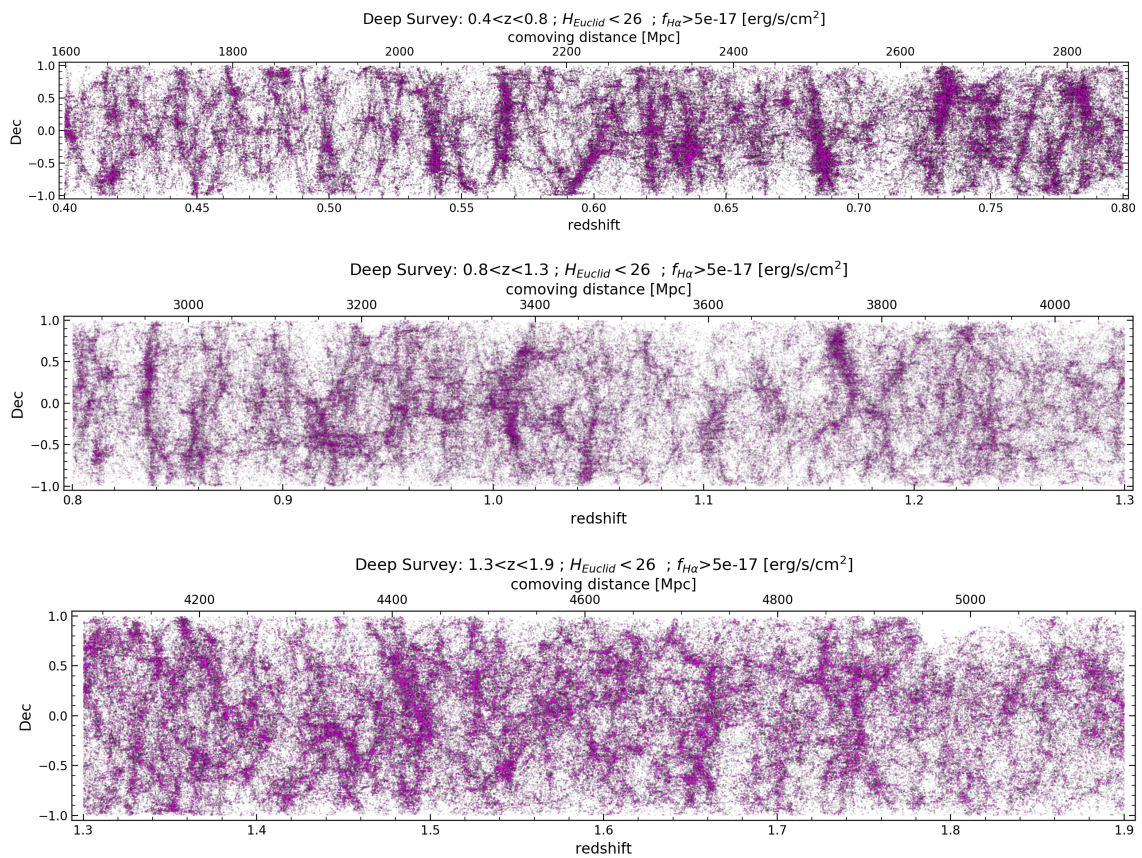 Deep Survey: 0.4<z<0.8 ; H_Euclid < 26 ; f_Hα>5e-17 [erg/s/cm²]
comoving distance [Mpc]
1600 1800 2000 2200 2400 2600 2800
1.0
0.5
0.0
−0.5
−1.0
Dec
0.40 0.45 0.50 0.55 0.60 0.65 0.70 0.75 0.80
redshift
Deep Survey: 0.8<z<1.3 ; H_Euclid < 26 ; f_Hα>5e-17 [erg/s/cm²]
comoving distance [Mpc]
3000 3200 3400 3600 3800 4000
1.0
0.5
0.0
−0.5
−1.0
Dec
0.8 0.9 1.0 1.1 1.2 1.3
redshift
Deep Survey: 1.3<z<1.9 ; H_Euclid < 26 ; f_Hα>5e-17 [erg/s/cm²]
comoving distance [Mpc]
4200 4400 4600 4800 5000
1.0
0.5
0.0
−0.5
−1.0
Dec
1.3 1.4 1.5 1.6 1.7 1.8 1.9
redshift